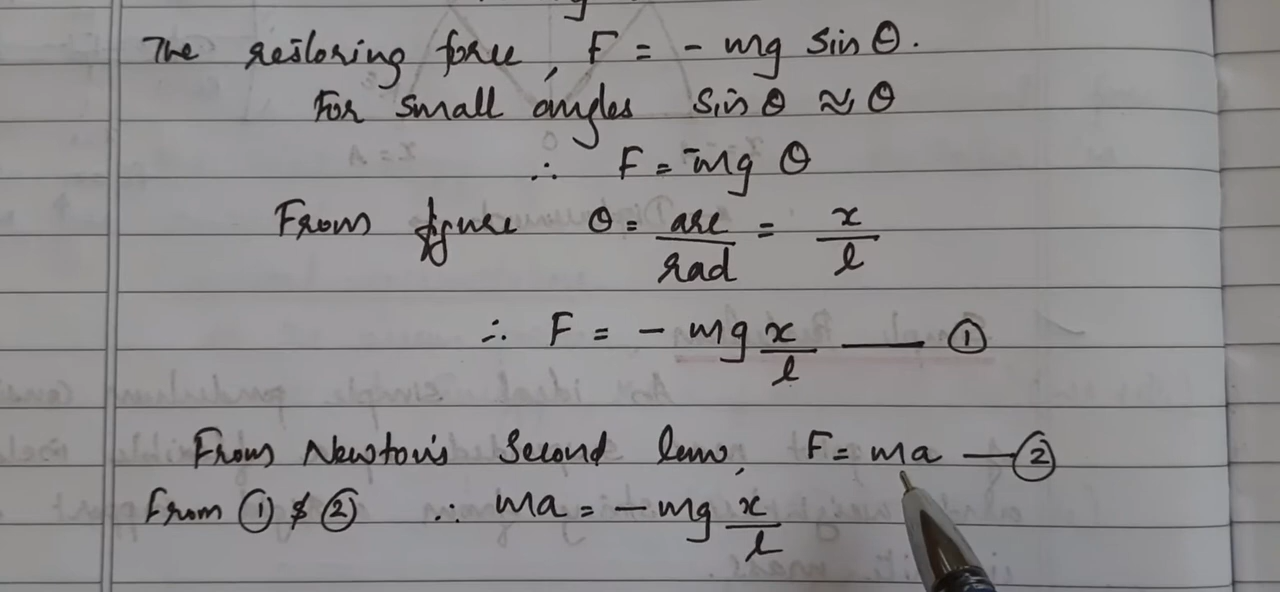 The restoring force, F = - mg sin θ.
For small angles sin θ ≈ θ
∴ F = -mg θ
From figure θ = arc/rad = x/l
∴ F = - mg x/l —— ①
From Newton's Second law, F = ma — ②
From ① & ② ∴ ma = - mg x/l